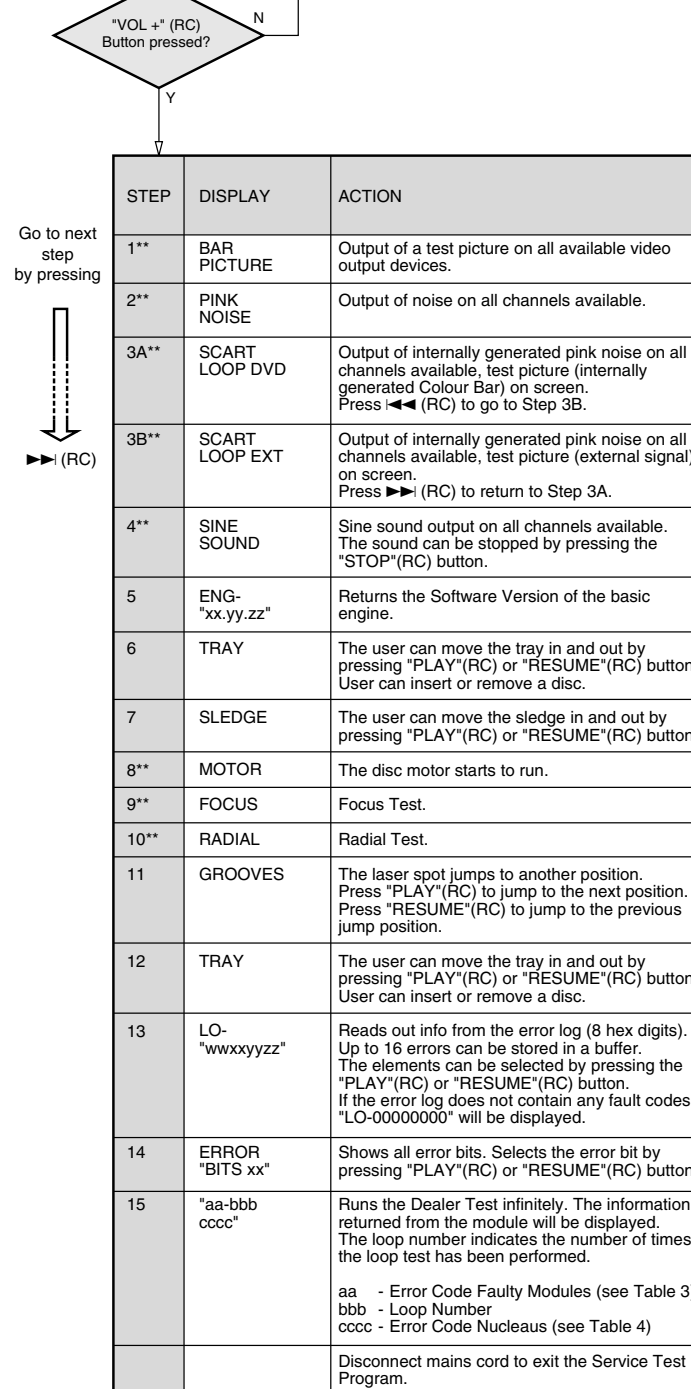 "VOL +" (RC)
Button pressed?
N
Y
Go to next
step
by pressing
►►| (RC)
STEP DISPLAY ACTION
1** BAR PICTURE Output of a test picture on all available video
output devices.
2** PINK NOISE Output of noise on all channels available.
3A** SCART LOOP DVD Output of internally generated pink noise on all
channels available, test picture (internally
generated Colour Bar) on screen.
Press |◄◄ (RC) to go to Step 3B.
3B** SCART LOOP EXT Output of internally generated pink noise on all
channels available, test picture (external signal)
on screen.
Press ►►| (RC) to return to Step 3A.
4** SINE SOUND Sine sound output on all channels available.
The sound can be stopped by pressing the
"STOP"(RC) button.
5 ENG- "xx.yy.zz" Returns the Software Version of the basic
engine.
6 TRAY The user can move the tray in and out by
pressing "PLAY"(RC) or "RESUME"(RC) button
User can insert or remove a disc.
7 SLEDGE The user can move the sledge in and out by
pressing "PLAY"(RC) or "RESUME"(RC) button
8** MOTOR The disc motor starts to run.
9** FOCUS Focus Test.
10** RADIAL Radial Test.
11 GROOVES The laser spot jumps to another position.
Press "PLAY"(RC) to jump to the next position.
Press "RESUME"(RC) to jump to the previous
jump position.
12 TRAY The user can move the tray in and out by
pressing "PLAY"(RC) or "RESUME"(RC) button
User can insert or remove a disc.
13 LO- "wwxxyyzz" Reads out info from the error log (8 hex digits).
Up to 16 errors can be stored in a buffer.
The elements can be selected by pressing the
"PLAY"(RC) or "RESUME"(RC) button.
If the error log does not contain any fault codes
"LO-00000000" will be displayed.
14 ERROR "BITS xx" Shows all error bits. Selects the error bit by
pressing "PLAY"(RC) or "RESUME"(RC) button
15 "aa-bbb cccc" Runs the Dealer Test infinitely. The information
returned from the module will be displayed.
The loop number indicates the number of times
the loop test has been performed.
aa - Error Code Faulty Modules (see Table 3)
bbb - Loop Number
cccc - Error Code Nucleaus (see Table 4)
Disconnect mains cord to exit the Service Test
Program.